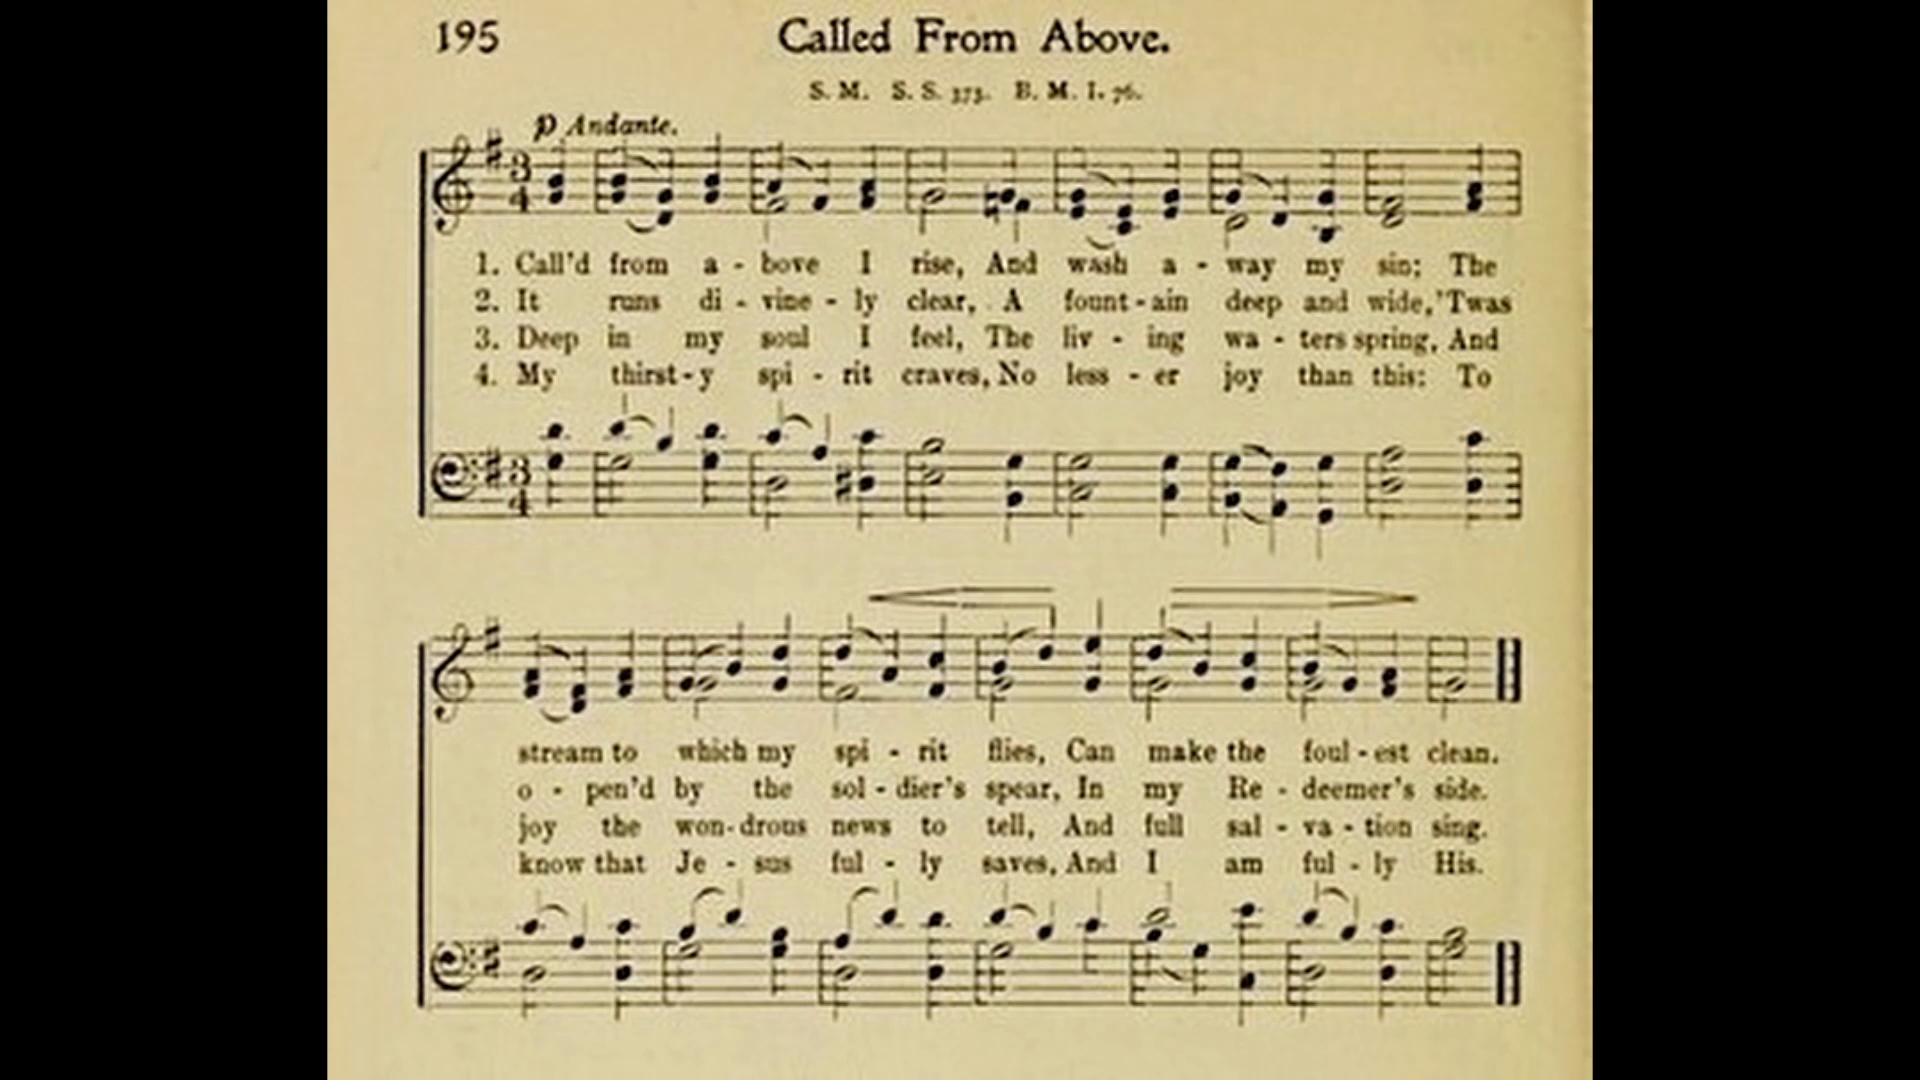 195 Called From Above.
S. M. S. S. 373. B. M. I. 76.
p Andante.
1. Call'd from a - bove I rise, And wash a - way my sin; The
2. It runs di - vine - ly clear, A fount - ain deep and wide, 'Twas
3. Deep in my soul I feel, The liv - ing wa - ters spring, And
4. My thirst - y spi - rit craves, No less - er joy than this: To
stream to which my spi - rit flies, Can make the foul - est clean.
o - pen'd by the sol - dier's spear, In my Re - deemer's side.
joy the won - drous news to tell, And full sal - va - tion sing.
know that Je - sus ful - ly saves, And I am ful - ly His.